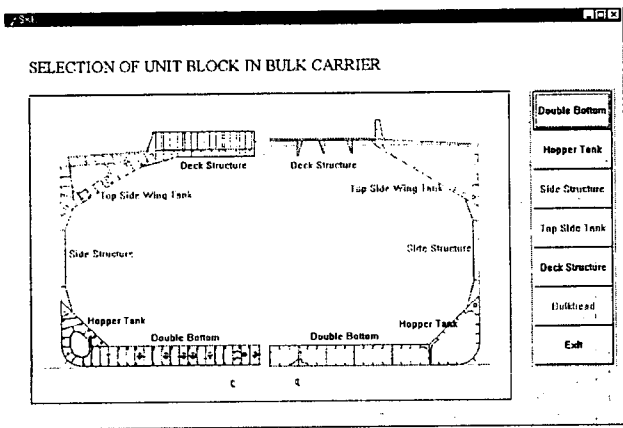 SELECTION OF UNIT BLOCK IN BULK CARRIER
Deck Structure
Deck Structure
Top Side Wing Tank
Top Side Wing Tank
Side Structure
Side Structure
Hopper Tank
Hopper Tank
Double Bottom
Double Bottom
Double Bottom
Hopper Tank
Side Structure
Top Side Tank
Deck Structure
Bulkhead
Exit